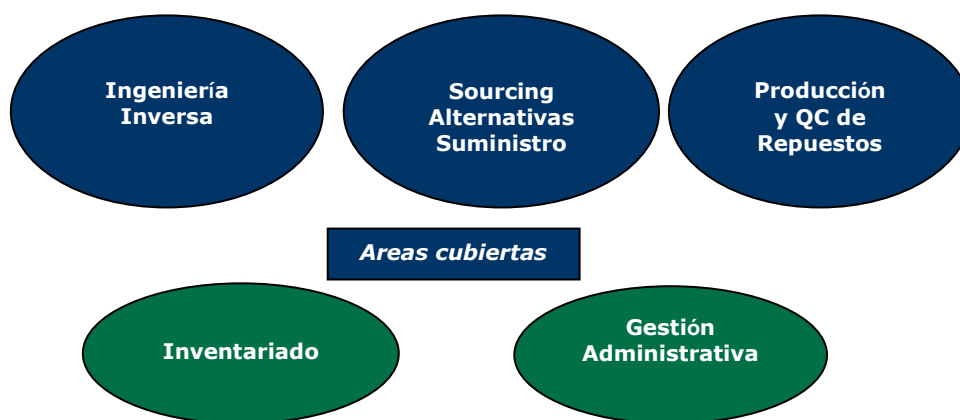 Ingeniería
Inversa
Sourcing
Alternativas
Suministro
Producción
y QC de
Repuestos
Areas cubiertas
Inventariado
Gestión
Administrativa